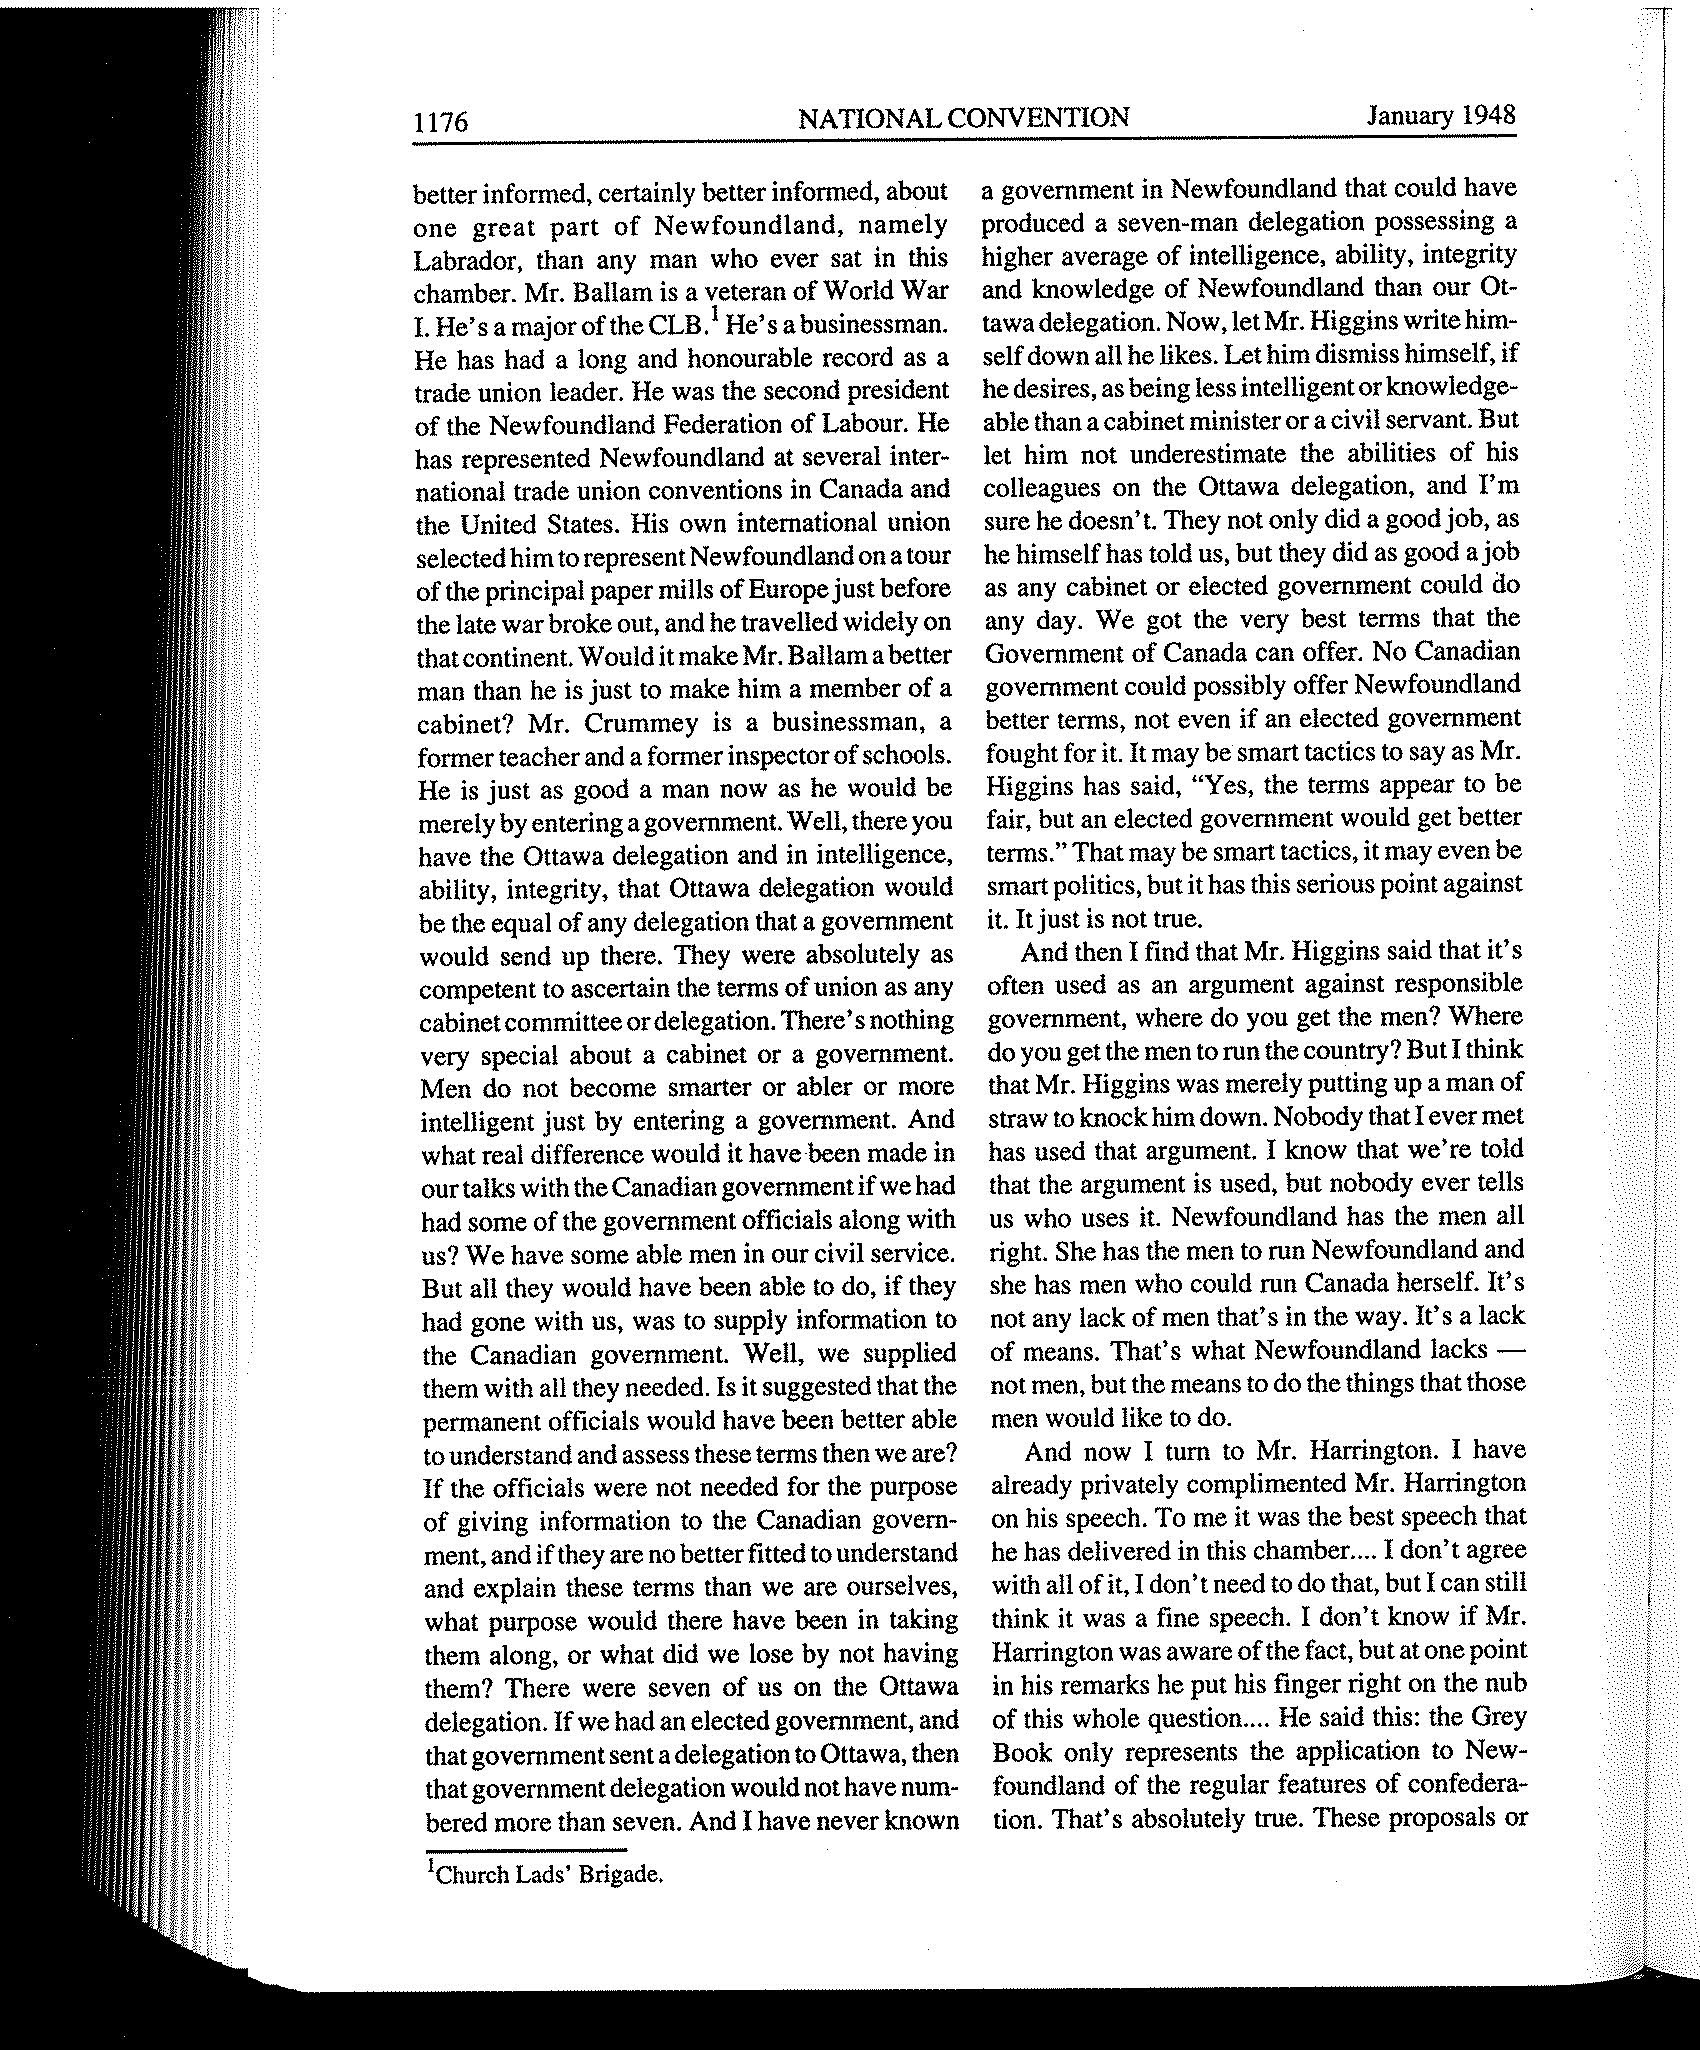 1176
NATIONAL CONVENTION
January 1948
better informed, certainly better informed, about
one great part of Newfoundland, namely
Labrador, than any man who ever sat in this
chamber. Mr. Ballam is a veteran of World War
I. He's a major of the CLB.¹ He's a businessman.
He has had a long and honourable record as a
trade union leader. He was the second president
of the Newfoundland Federation of Labour. He
has represented Newfoundland at several inter-
national trade union conventions in Canada and
the United States. His own international union
selected him to represent Newfoundland on a tour
of the principal paper mills of Europe just before
the late war broke out, and he travelled widely on
that continent. Would it make Mr. Ballam a better
man than he is just to make him a member of a
cabinet? Mr. Crummey is a businessman, a
former teacher and a former inspector of schools.
He is just as good a man now as he would be
merely by entering a government. Well, there you
have the Ottawa delegation and in intelligence,
ability, integrity, that Ottawa delegation would
be the equal of any delegation that a government
would send up there. They were absolutely as
competent to ascertain the terms of union as any
cabinet committee or delegation. There's nothing
very special about a cabinet or a government.
Men do not become smarter or abler or more
intelligent just by entering a government. And
what real difference would it have been made in
our talks with the Canadian government if we had
had some of the government officials along with
us? We have some able men in our civil service.
But all they would have been able to do, if they
had gone with us, was to supply information to
the Canadian government. Well, we supplied
them with all they needed. Is it suggested that the
permanent officials would have been better able
to understand and assess these terms then we are?
If the officials were not needed for the purpose
of giving information to the Canadian govern-
ment, and if they are no better fitted to understand
and explain these terms than we are ourselves,
what purpose would there have been in taking
them along, or what did we lose by not having
them? There were seven of us on the Ottawa
delegation. If we had an elected government, and
that government sent a delegation to Ottawa, then
that government delegation would not have num-
bered more than seven. And I have never known
¹Church Lads' Brigade.
a government in Newfoundland that could have
produced a seven-man delegation possessing a
higher average of intelligence, ability, integrity
and knowledge of Newfoundland than our Ot-
tawa delegation. Now, let Mr. Higgins write him-
self down all he likes. Let him dismiss himself, if
he desires, as being less intelligent or knowledge-
able than a cabinet minister or a civil servant. But
let him not underestimate the abilities of his
colleagues on the Ottawa delegation, and I'm
sure he doesn't. They not only did a good job, as
he himself has told us, but they did as good a job
as any cabinet or elected government could do
any day. We got the very best terms that the
Government of Canada can offer. No Canadian
government could possibly offer Newfoundland
better terms, not even if an elected government
fought for it. It may be smart tactics to say as Mr.
Higgins has said, "Yes, the terms appear to be
fair, but an elected government would get better
terms." That may be smart tactics, it may even be
smart politics, but it has this serious point against
it. It just is not true.
And then I find that Mr. Higgins said that it's
often used as an argument against responsible
government, where do you get the men? Where
do you get the men to run the country? But I think
that Mr. Higgins was merely putting up a man of
straw to knock him down. Nobody that I ever met
has used that argument. I know that we're told
that the argument is used, but nobody ever tells
us who uses it. Newfoundland has the men all
right. She has the men to run Newfoundland and
she has men who could run Canada herself. It's
not any lack of men that's in the way. It's a lack
of means. That's what Newfoundland lacks —
not men, but the means to do the things that those
men would like to do.
And now I turn to Mr. Harrington. I have
already privately complimented Mr. Harrington
on his speech. To me it was the best speech that
he has delivered in this chamber.... I don't agree
with all of it, I don't need to do that, but I can still
think it was a fine speech. I don't know if Mr.
Harrington was aware of the fact, but at one point
in his remarks he put his finger right on the nub
of this whole question.... He said this: the Grey
Book only represents the application to New-
foundland of the regular features of confedera-
tion. That's absolutely true. These proposals or